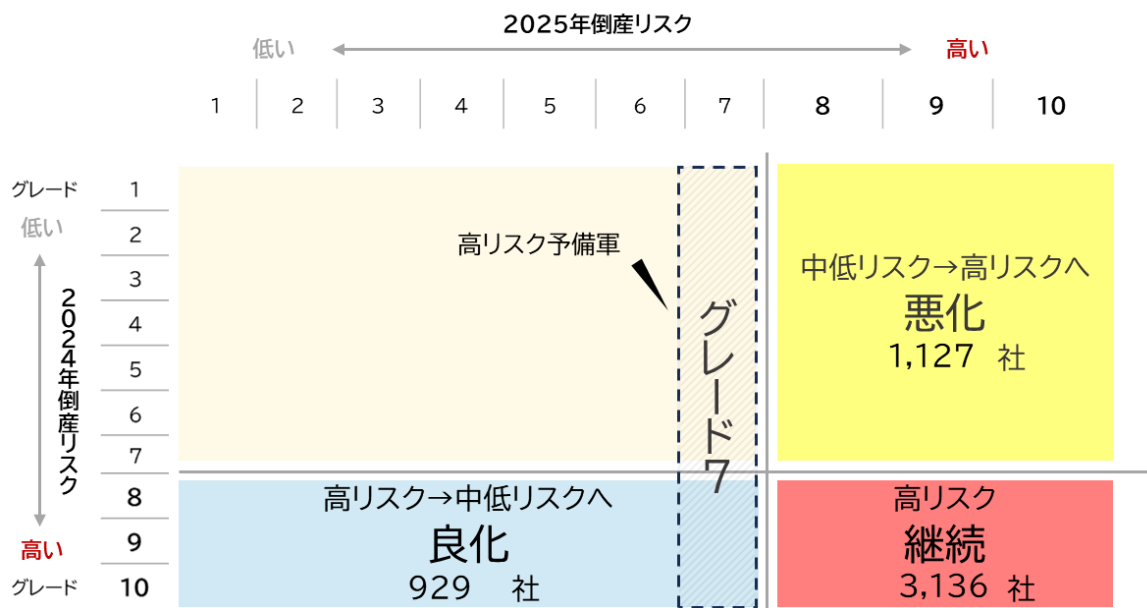 2025年倒産リスク
低い
高い
1 2 3 4 5 6 7 8 9 10
グレード
低い
2024年倒産リスク
高い
グレード
1
2
3
4
5
6
7
8
9
10
高リスク予備軍
グレード7
中低リスク→高リスクへ
悪化
1,127 社
高リスク→中低リスクへ
良化
929 社
高リスク
継続
3,136 社